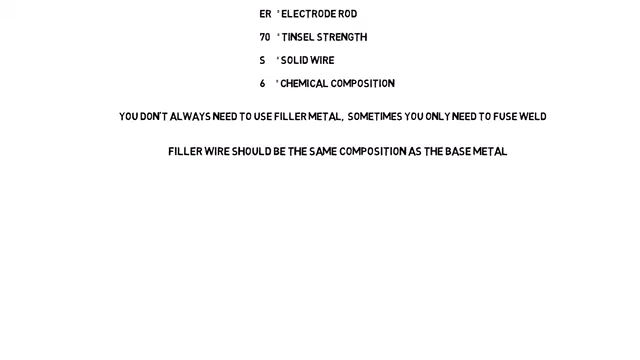 ER " ELECTRODE ROD
70 " TINSEL STRENGTH
S " SOLID WIRE
6 " CHEMICAL COMPOSITION
YOU DON'T ALWAYS NEED TO USE FILLER METAL, SOMETIMES YOU ONLY NEED TO FUSE WELD
FILLER WIRE SHOULD BE THE SAME COMPOSITION AS THE BASE METAL